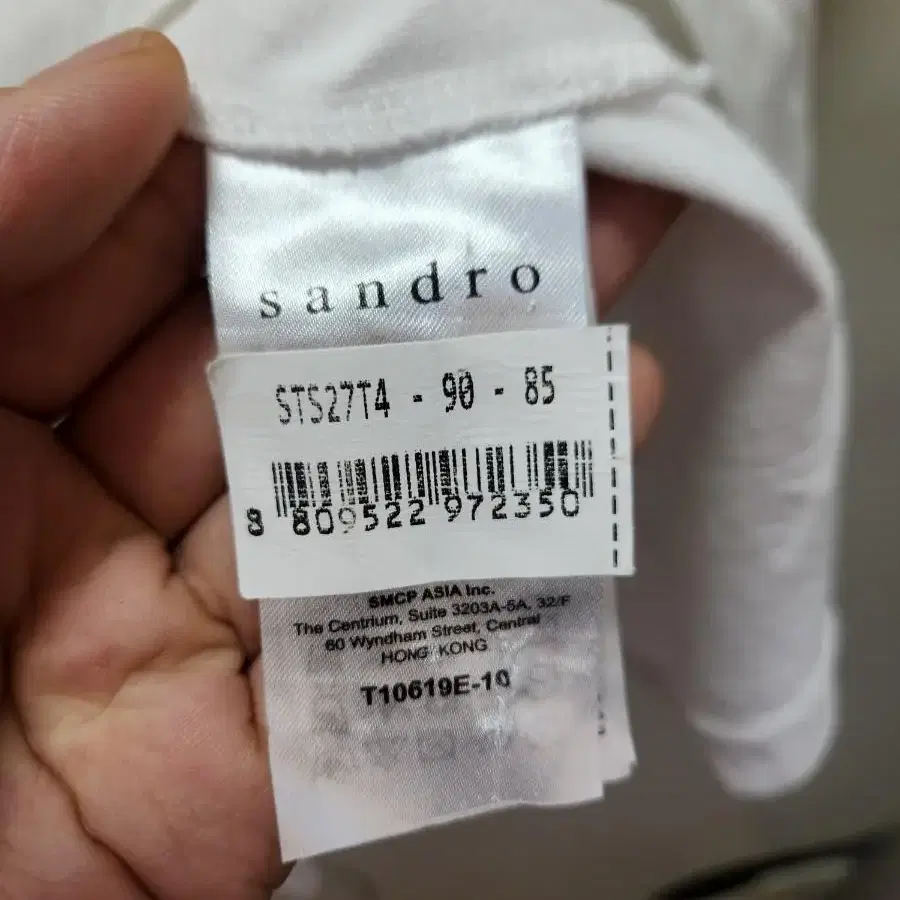 sandro
STS27T4 - 90 - 85
8 809522 972350
SMCP ASIA Inc.
The Centrium, Suite 3203A-5A, 32/F
60 Wyndham Street, Central
HONG KONG
T10619E-10